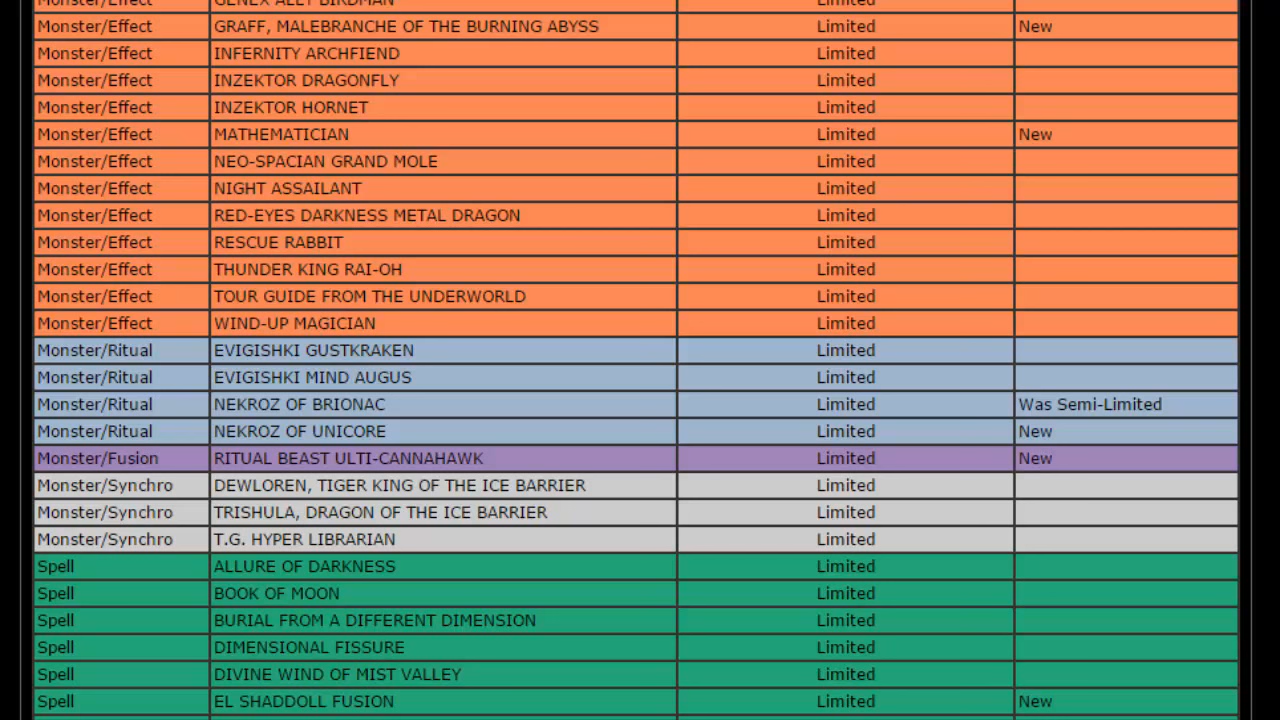 Monster/Effect GENEX ALLY BIRDMAN Limited
Monster/Effect GRAFF, MALEBRANCHE OF THE BURNING ABYSS Limited New
Monster/Effect INFERNITY ARCHFIEND Limited
Monster/Effect INZEKTOR DRAGONFLY Limited
Monster/Effect INZEKTOR HORNET Limited
Monster/Effect MATHEMATICIAN Limited New
Monster/Effect NEO-SPACIAN GRAND MOLE Limited
Monster/Effect NIGHT ASSAILANT Limited
Monster/Effect RED-EYES DARKNESS METAL DRAGON Limited
Monster/Effect RESCUE RABBIT Limited
Monster/Effect THUNDER KING RAI-OH Limited
Monster/Effect TOUR GUIDE FROM THE UNDERWORLD Limited
Monster/Effect WIND-UP MAGICIAN Limited
Monster/Ritual EVIGISHKI GUSTKRAKEN Limited
Monster/Ritual EVIGISHKI MIND AUGUS Limited
Monster/Ritual NEKROZ OF BRIONAC Limited Was Semi-Limited
Monster/Ritual NEKROZ OF UNICORE Limited New
Monster/Fusion RITUAL BEAST ULTI-CANNAHAWK Limited New
Monster/Synchro DEWLOREN, TIGER KING OF THE ICE BARRIER Limited
Monster/Synchro TRISHULA, DRAGON OF THE ICE BARRIER Limited
Monster/Synchro T.G. HYPER LIBRARIAN Limited
Spell ALLURE OF DARKNESS Limited
Spell BOOK OF MOON Limited
Spell BURIAL FROM A DIFFERENT DIMENSION Limited
Spell DIMENSIONAL FISSURE Limited
Spell DIVINE WIND OF MIST VALLEY Limited
Spell EL SHADDOLL FUSION Limited New